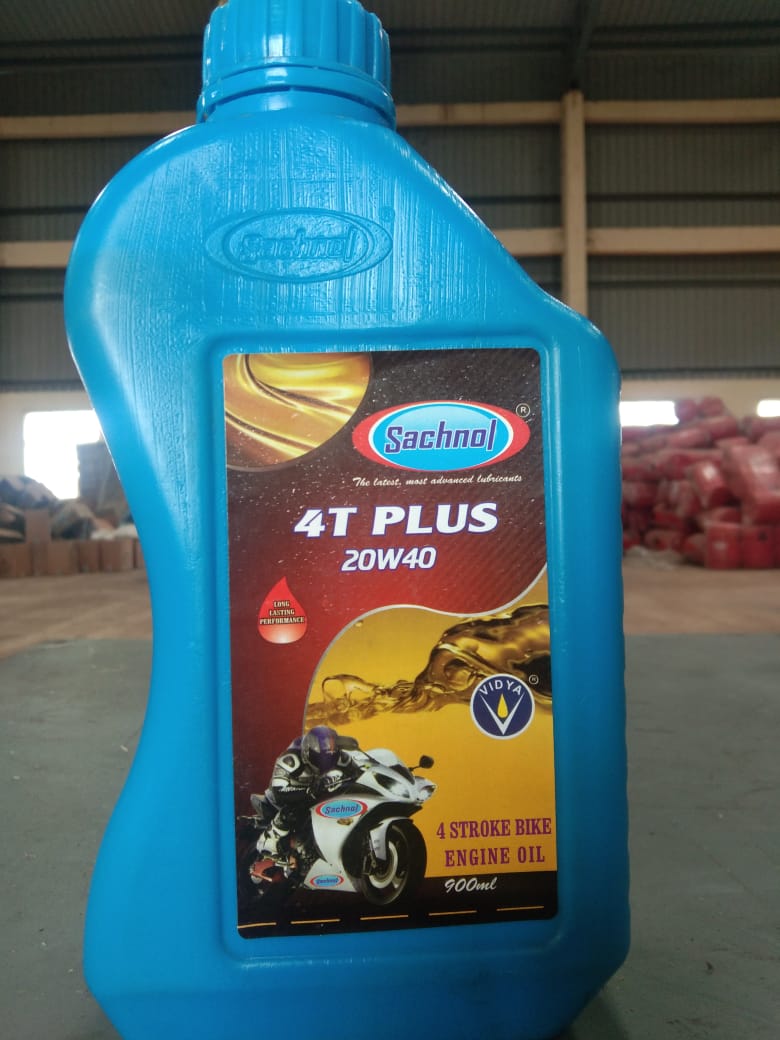 Sachnol
®
Sachnol
®
The latest, most advanced lubricants
4T PLUS
20W40
LONG
LASTING
PERFORMANCE
VIDYA
®
Sachnol
Sachnol
4 STROKE BIKE
ENGINE OIL
900ml